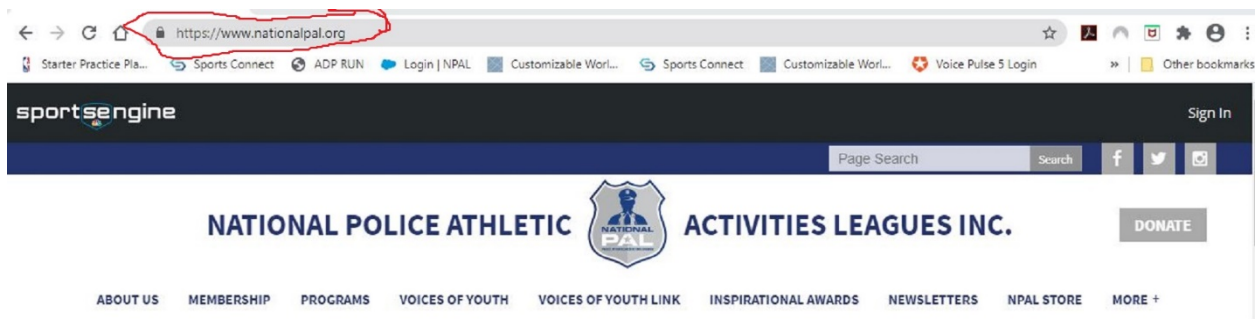 https://www.nationalpal.org
Starter Practice Pla... Sports Connect ADP RUN Login | NPAL Customizable Worl... Sports Connect Customizable Worl... Voice Pulse 5 Login » Other bookmarks
sportsengine Sign In
Page Search Search
NATIONAL POLICE ATHLETIC NATIONAL PAL ACTIVITIES LEAGUES INC. DONATE
ABOUT US MEMBERSHIP PROGRAMS VOICES OF YOUTH VOICES OF YOUTH LINK INSPIRATIONAL AWARDS NEWSLETTERS NPAL STORE MORE +